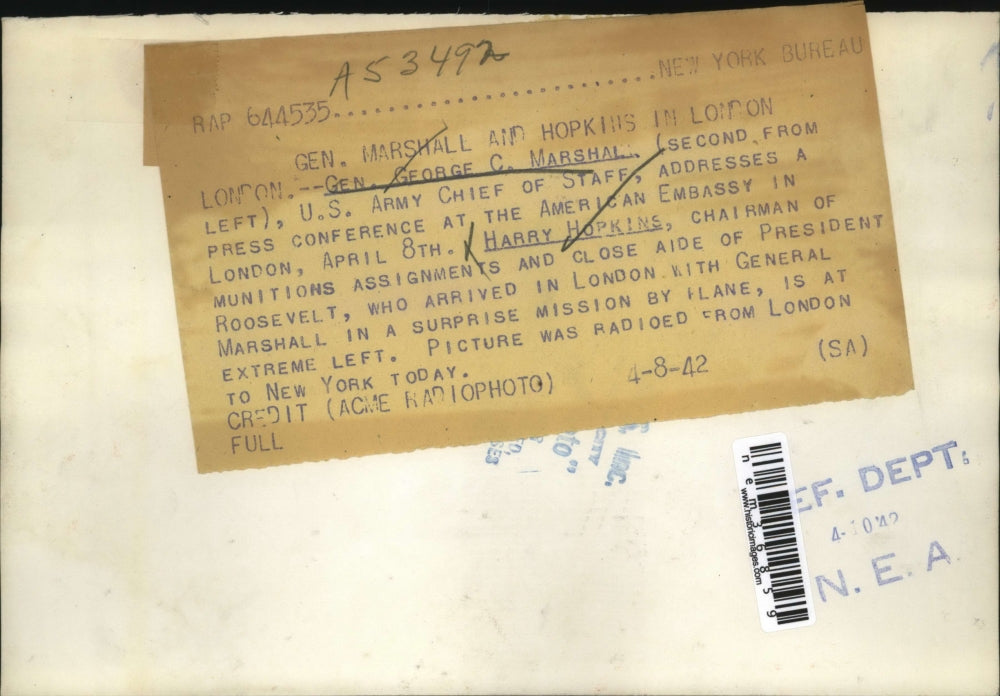 A53492
RAP 644535..............................NEW YORK BUREAU
GEN. MARSHALL AND HOPKINS IN LONDON
LONDON.--GEN. GEORGE C. MARSHALL (SECOND FROM
LEFT), U.S. ARMY CHIEF OF STAFF, ADDRESSES A
PRESS CONFERENCE AT THE AMERICAN EMBASSY IN
LONDON, APRIL 8TH. HARRY HOPKINS, CHAIRMAN OF
MUNITIONS ASSIGNMENTS AND CLOSE AIDE OF PRESIDENT
ROOSEVELT, WHO ARRIVED IN LONDON WITH GENERAL
MARSHALL IN A SURPRISE MISSION BY PLANE, IS AT
EXTREME LEFT. PICTURE WAS RADIOED FROM LONDON
TO NEW YORK TODAY.
CREDIT (ACME RADIOPHOTO) 4-8-42 (SA)
FULL
Inc.
CITY
oto"
EF. DEPT.
4-10'42
N. E. A
nem36859
www.historicimages.com